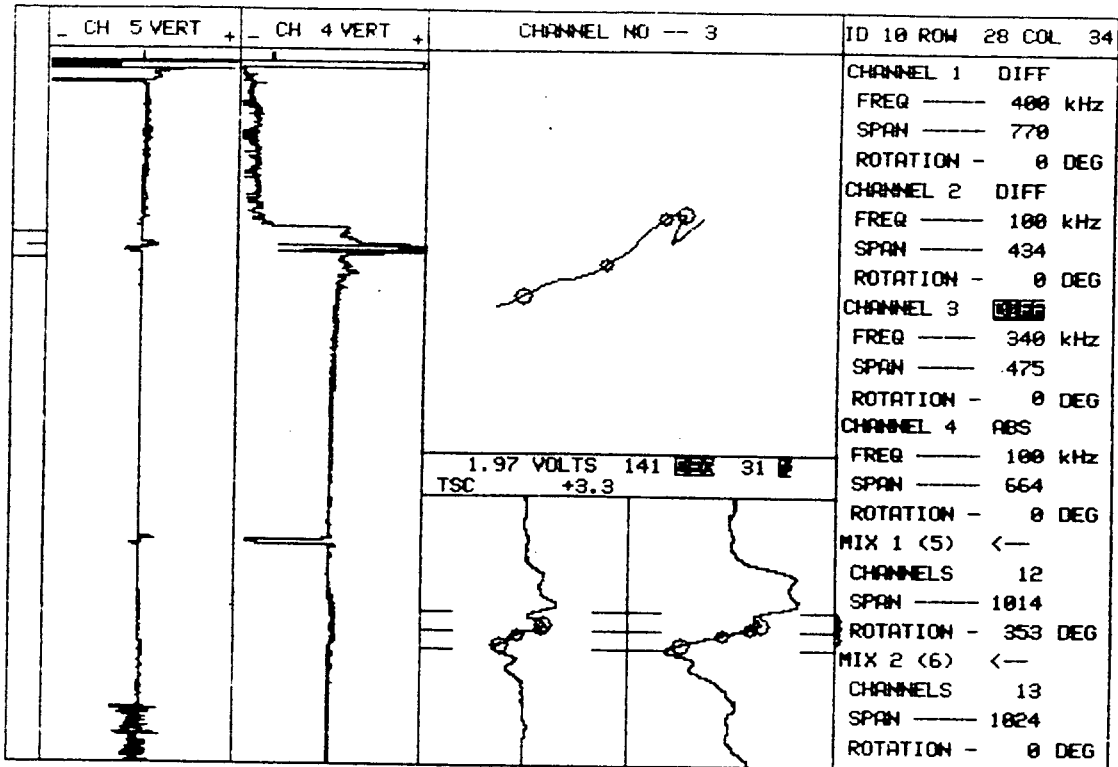 - CH 5 VERT +
- CH 4 VERT +
CHANNEL NO -- 3
ID 10 ROW 28 COL 34
CHANNEL 1 DIFF
FREQ ---- 400 kHz
SPAN ---- 770
ROTATION - 0 DEG
CHANNEL 2 DIFF
FREQ ---- 100 kHz
SPAN ---- 434
ROTATION - 0 DEG
CHANNEL 3 DIFF
FREQ ---- 340 kHz
SPAN ---- 475
ROTATION - 0 DEG
CHANNEL 4 ABS
FREQ ---- 100 kHz
SPAN ---- 664
ROTATION - 0 DEG
MIX 1 (5) <--
CHANNELS 12
SPAN ---- 1014
ROTATION - 353 DEG
MIX 2 (6) <--
CHANNELS 13
SPAN ---- 1024
ROTATION - 0 DEG
1.97 VOLTS 141 31
TSC +3.3